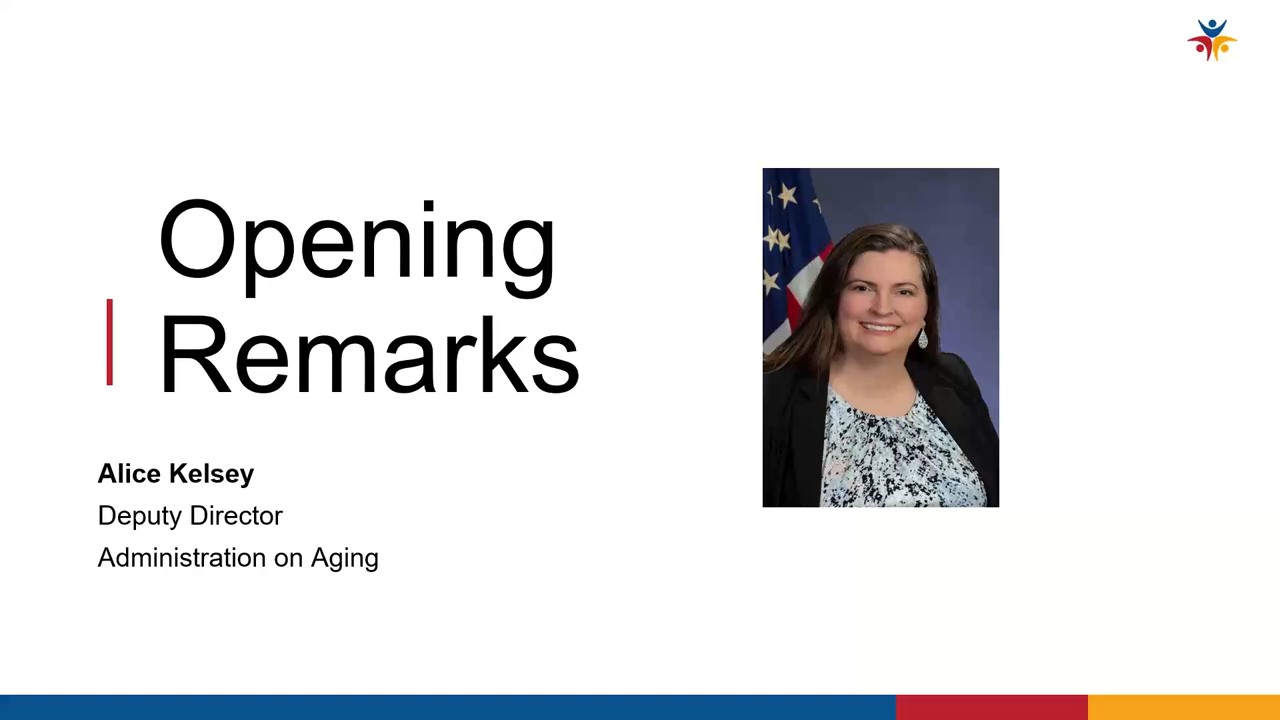 Opening
Remarks
Alice Kelsey
Deputy Director
Administration on Aging